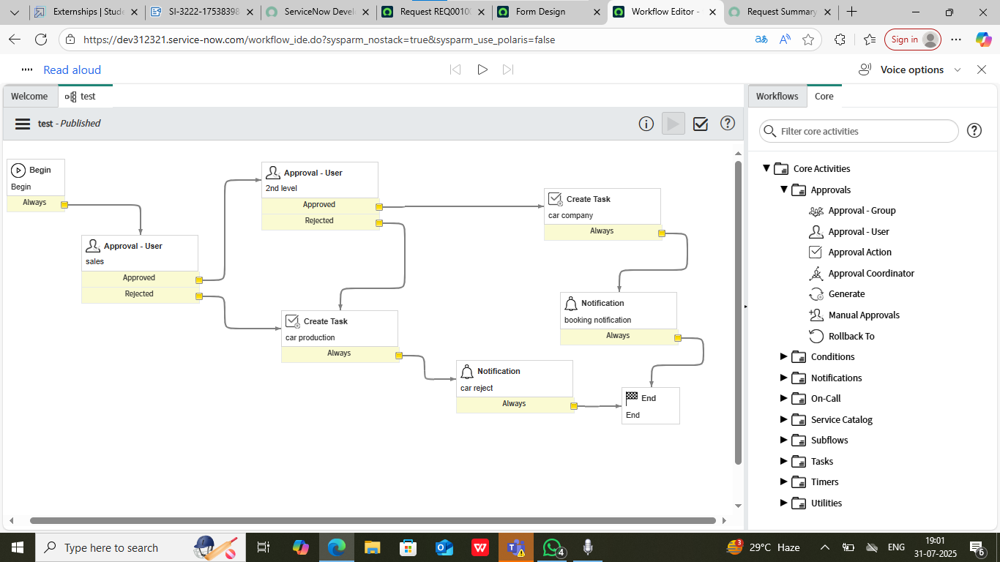 Externships | Stude
SI-3222-17538398
ServiceNow Devel
Request REQ00100
Form Design
Workflow Editor -
Request Summary
https://dev312321.service-now.com/workflow_ide.do?sysparm_nostack=true&sysparm_use_polaris=false
Sign in
Read aloud
Voice options
Welcome
test
Workflows
Core
test - Published
Filter core activities
Begin
Begin
Always
Approval - User
2nd level
Approved
Rejected
Create Task
car company
Always
Approval - User
sales
Approved
Rejected
Create Task
car production
Always
Notification
booking notification
Always
Notification
car reject
Always
End
End
Core Activities
Approvals
Approval - Group
Approval - User
Approval Action
Approval Coordinator
Generate
Manual Approvals
Rollback To
Conditions
Notifications
On-Call
Service Catalog
Subflows
Tasks
Timers
Utilities
Type here to search
4
3
29°C Haze
ENG
19:01
31-07-2025
6